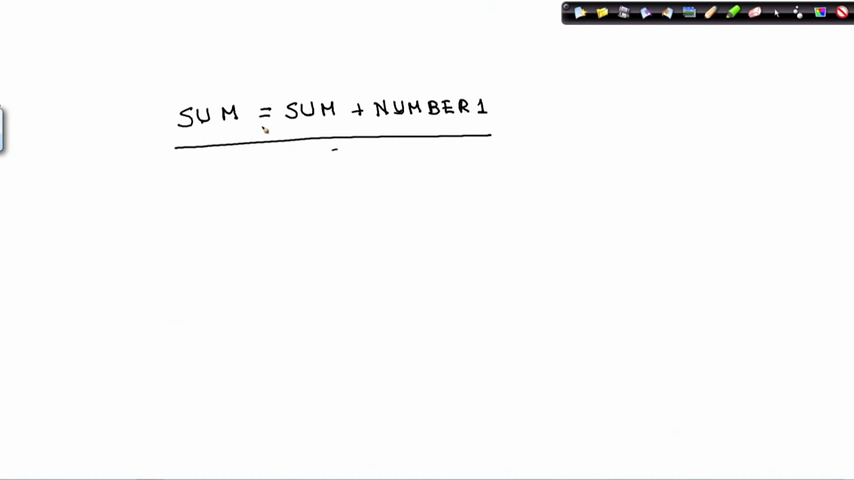 SUM = SUM + NUMBER1